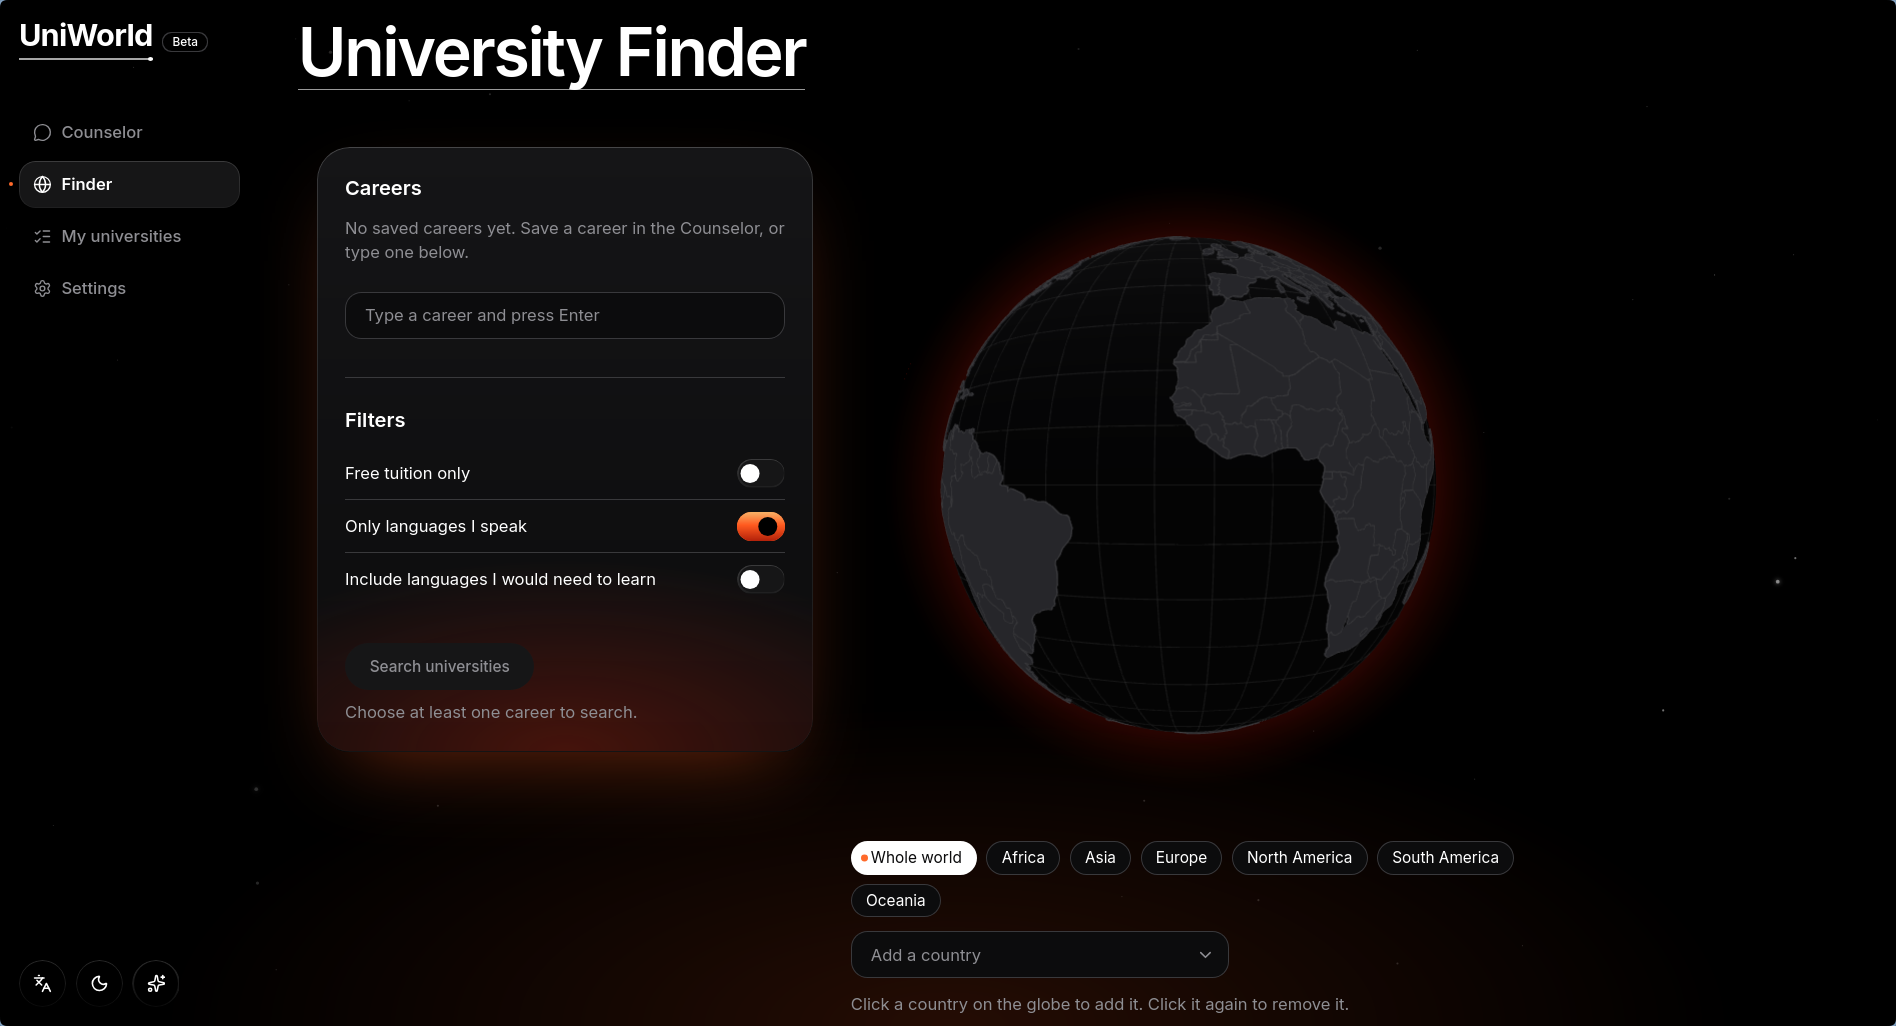 UniWorld
Beta
University Finder
Counselor
Finder
My universities
Settings
Careers
No saved careers yet. Save a career in the Counselor, or
type one below.
Type a career and press Enter
Filters
Free tuition only
Only languages I speak
Include languages I would need to learn
Search universities
Choose at least one career to search.
Whole world
Africa
Asia
Europe
North America
South America
Oceania
Add a country
Click a country on the globe to add it. Click it again to remove it.